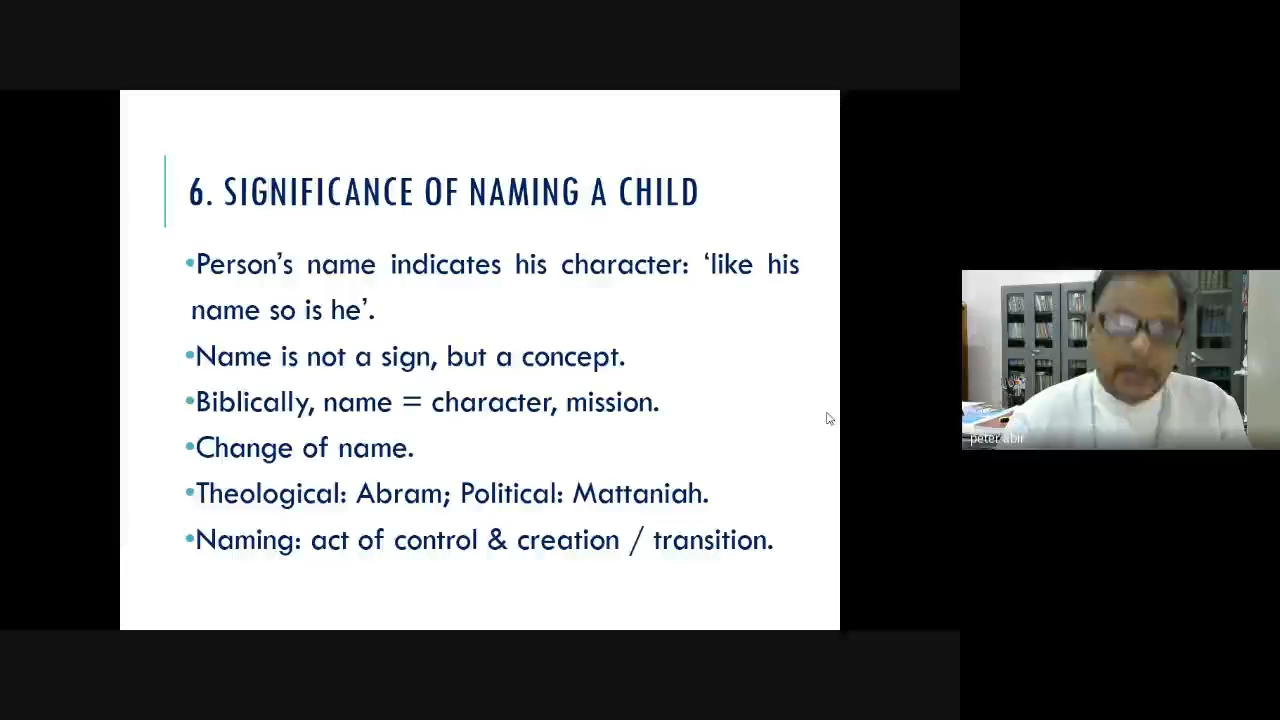 6. SIGNIFICANCE OF NAMING A CHILD
•Person’s name indicates his character: ‘like his
name so is he’.
•Name is not a sign, but a concept.
•Biblically, name = character, mission.
•Change of name.
•Theological: Abram; Political: Mattaniah.
•Naming: act of control & creation / transition.
peter abir